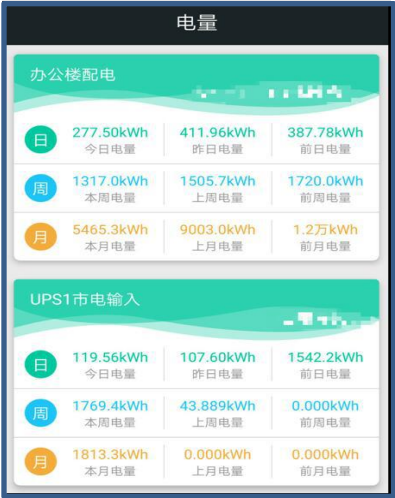 电量
办公楼配电
日 277.50kWh 411.96kWh 387.78kWh
今日电量 昨日电量 前日电量
周 1317.0kWh 1505.7kWh 1720.0kWh
本周电量 上周电量 前周电量
月 5465.3kWh 9003.0kWh 1.2万kWh
本月电量 上月电量 前月电量
UPS1市电输入
日 119.56kWh 107.60kWh 1542.2kWh
今日电量 昨日电量 前日电量
周 1769.4kWh 43.889kWh 0.000kWh
本周电量 上周电量 前周电量
月 1813.3kWh 0.000kWh 0.000kWh
本月电量 上月电量 前月电量